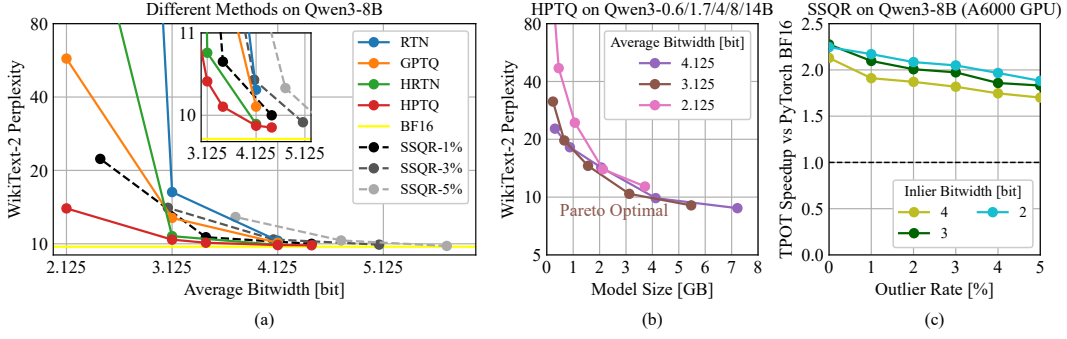 Different Methods on Qwen3-8B
80
40
20
10
WikiText-2 Perplexity
2.125
3.125
4.125
5.125
Average Bitwidth [bit]
11
10
3.125
4.125
5.125
RTN
GPTQ
HRTN
HPTQ
BF16
SSQR-1%
SSQR-3%
SSQR-5%
(a)
HPTQ on Qwen3-0.6/1.7/4/8/14B
80
40
20
10
5
WikiText-2 Perplexity
Average Bitwidth [bit]
4.125
3.125
2.125
Pareto Optimal
0 1 2 3 4 5 6 7 8
Model Size [GB]
(b)
SSQR on Qwen3-8B (A6000 GPU)
2.5
2.0
1.5
1.0
0.5
0.0
TPOT Speedup vs PyTorch BF16
Inlier Bitwidth [bit]
4
3
2
0 1 2 3 4 5
Outlier Rate [%]
(c)